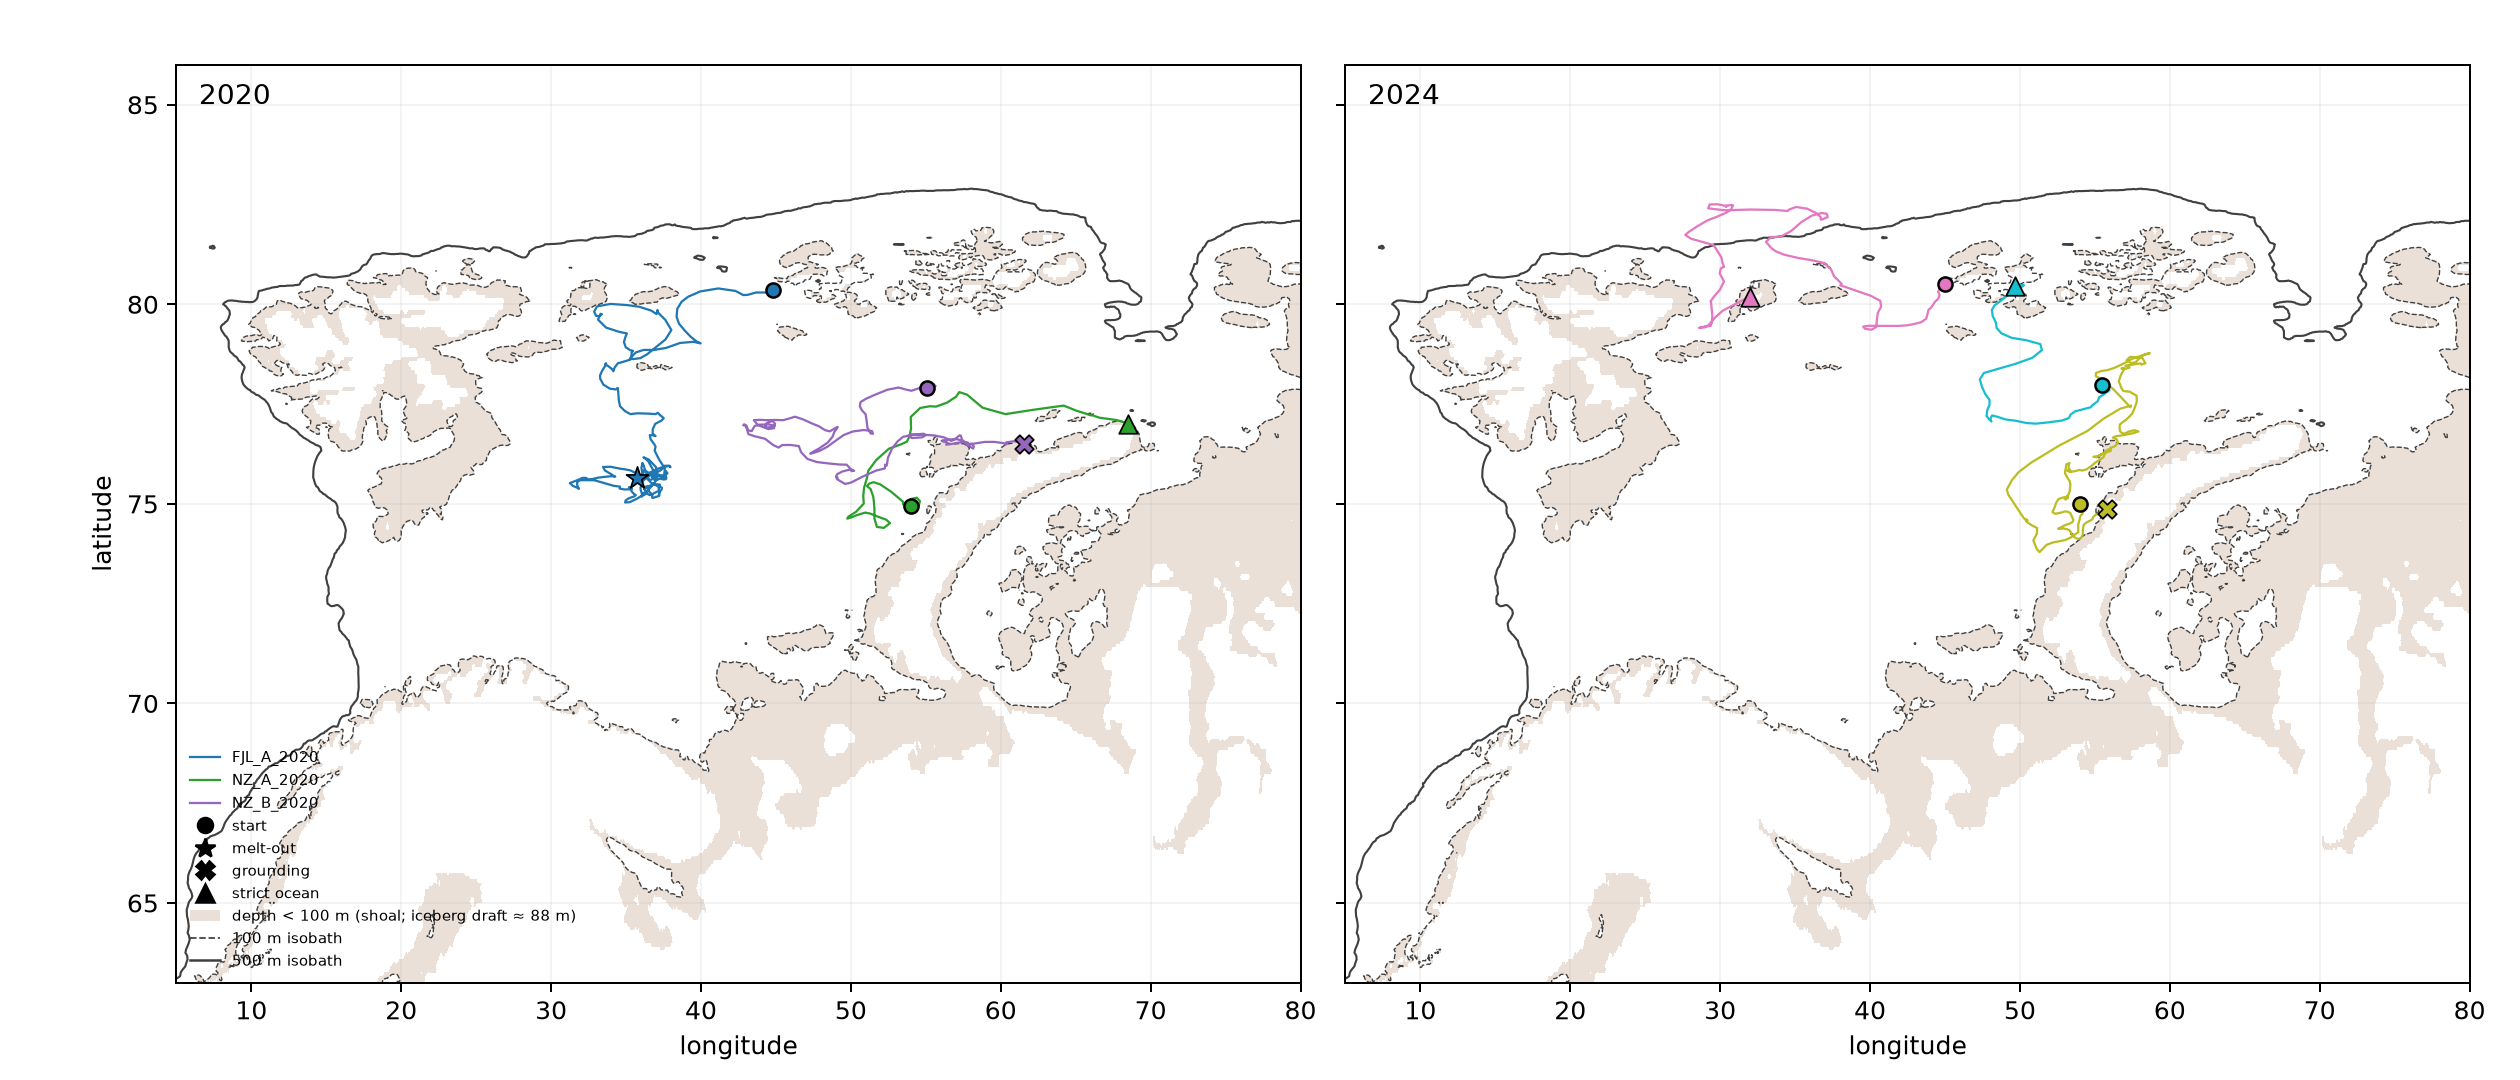 2020
2024
85
80
75
70
65
latitude
FJL_A_2020
NZ_A_2020
NZ_B_2020
start
melt-out
grounding
strict ocean
depth < 100 m (shoal; iceberg draft ≈ 88 m)
100 m isobath
500 m isobath
10 20 30 40 50 60 70 80
10 20 30 40 50 60 70 80
longitude
longitude